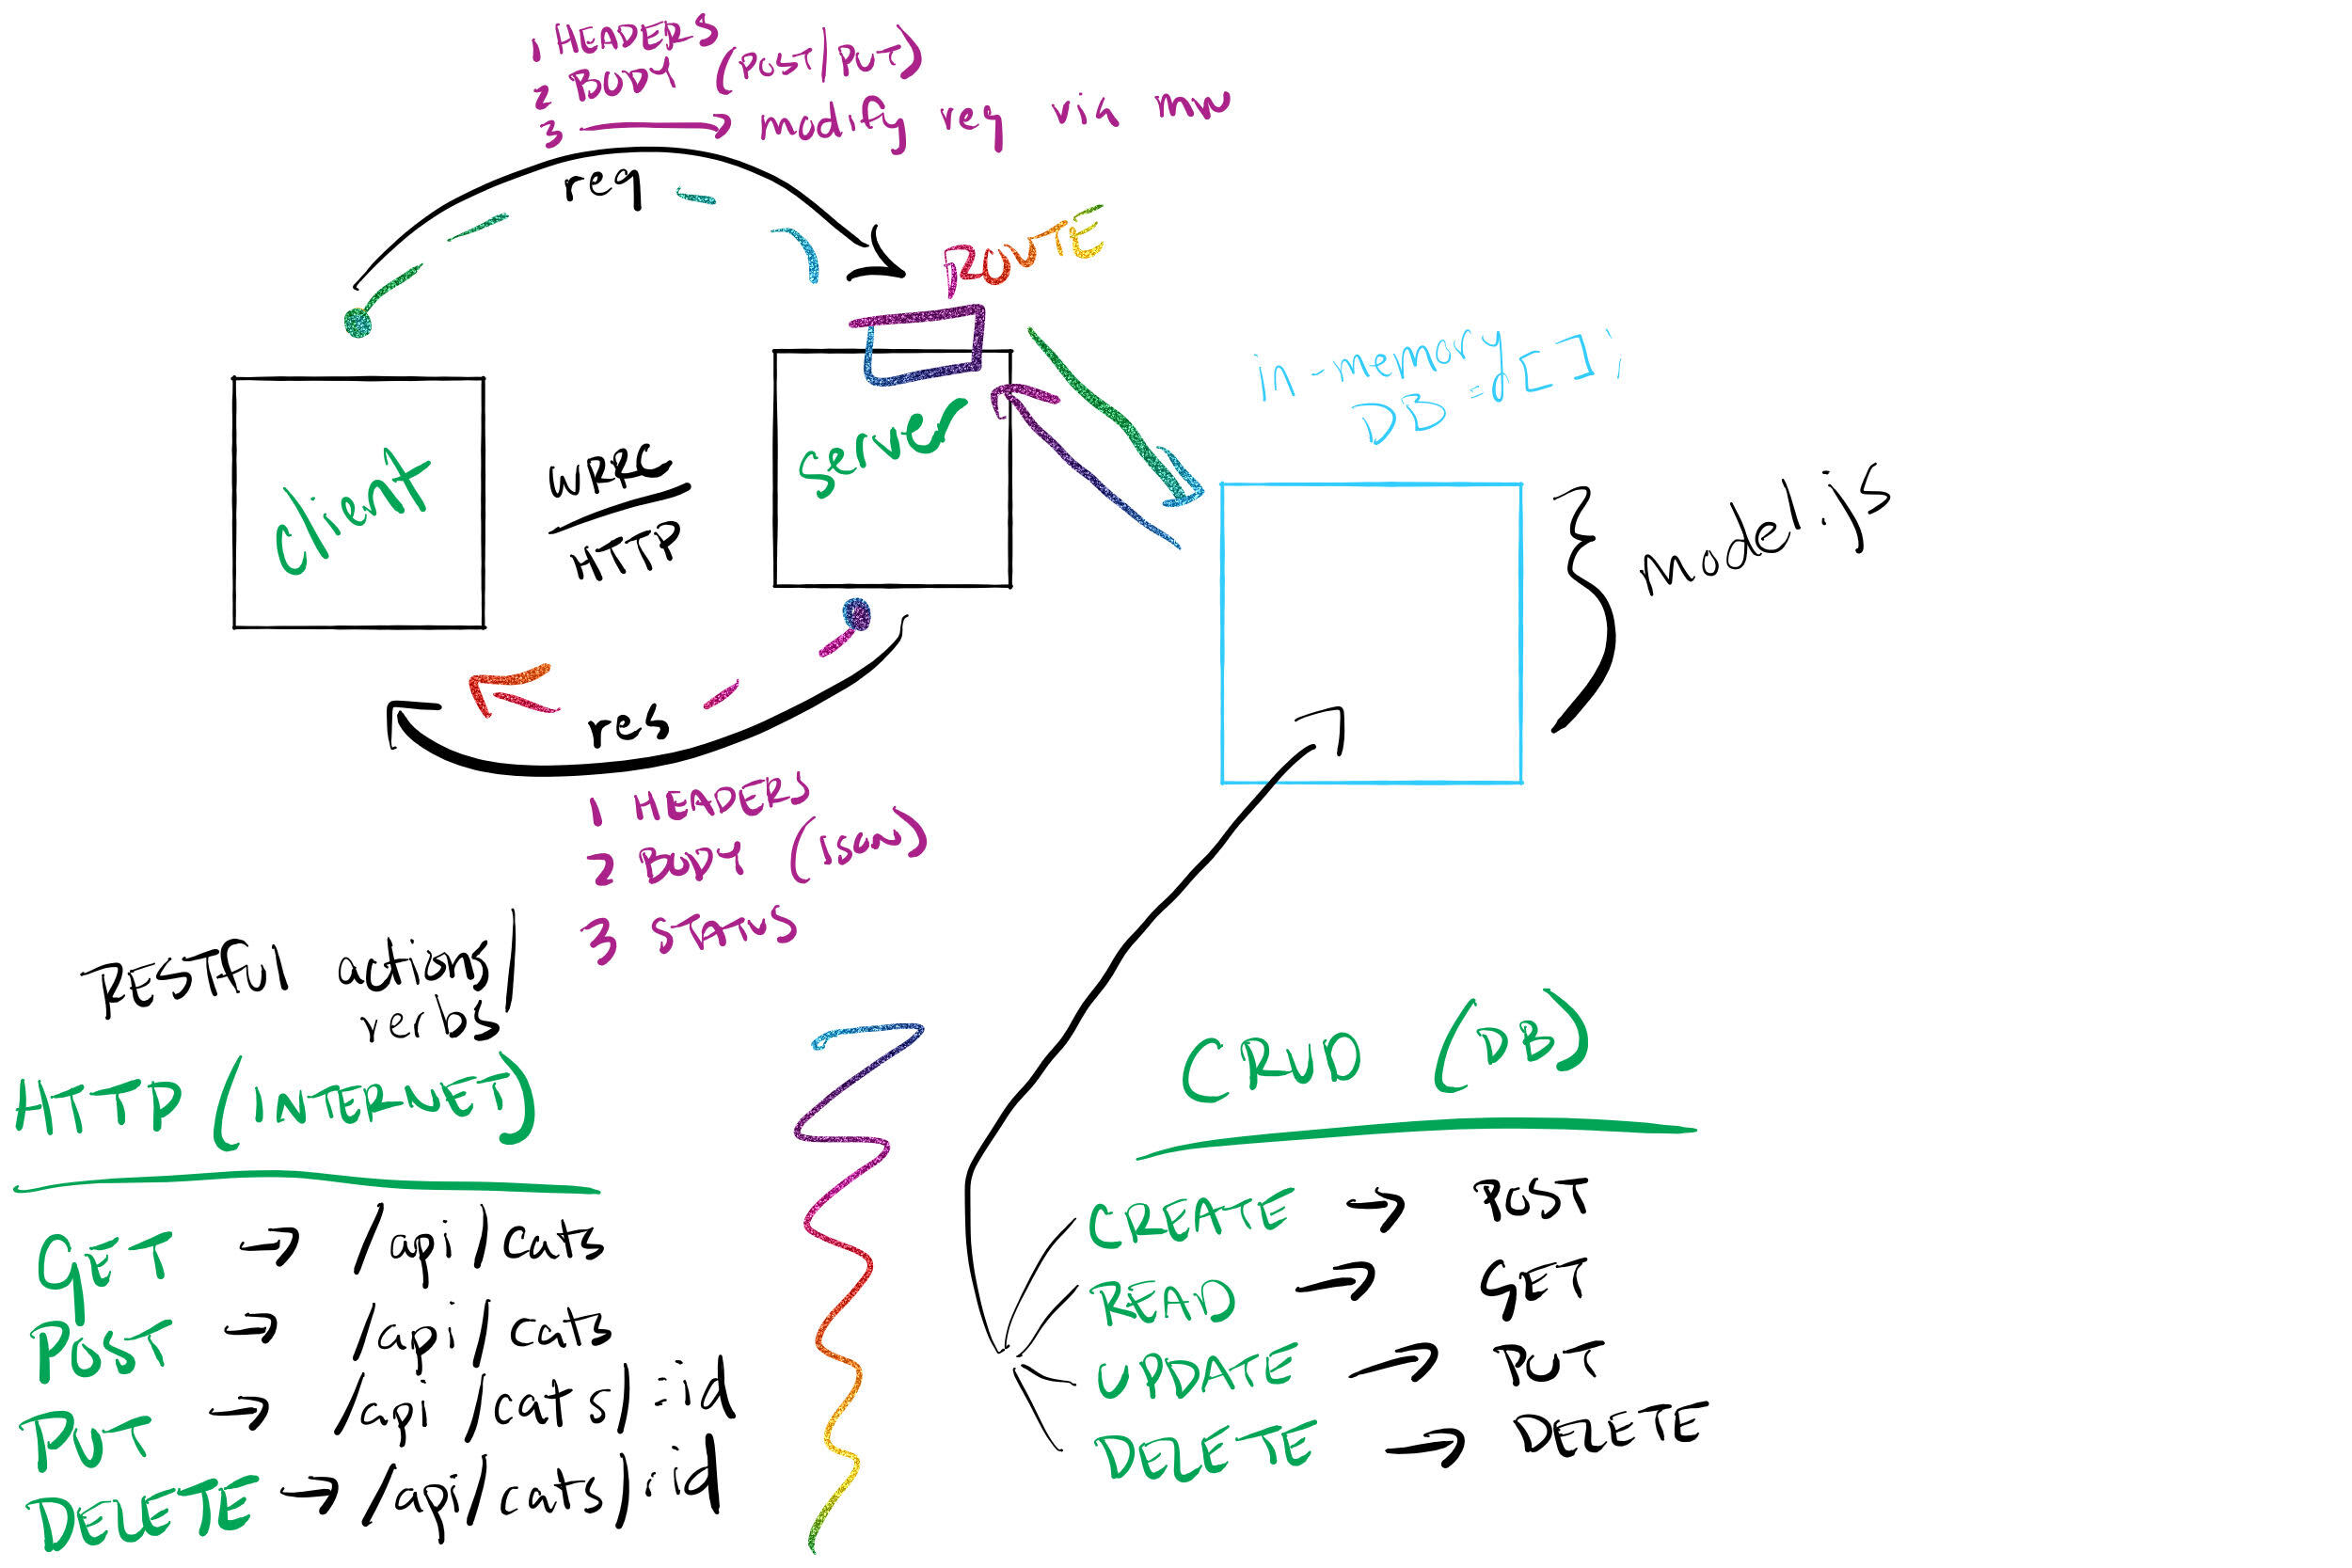 1 HEADERS
2 BODY (POST/PUT)
3 → modify req via mw
req
ROUTE
client
WRRC
HTTP
server
in-memory
DB = [ ];
model.js
res
1 HEADERS
2 BODY (JSON)
3 STATUS
RESTful actions/
verbs
HTTP (INTERNET)
GET → /api/cats
POST → /api/cats
PUT → /api/cats/:id
DELETE → /api/cats/:id
CRUD (DB)
CREATE → POST
READ → GET
UPDATE → PUT
DELETE → DELETE